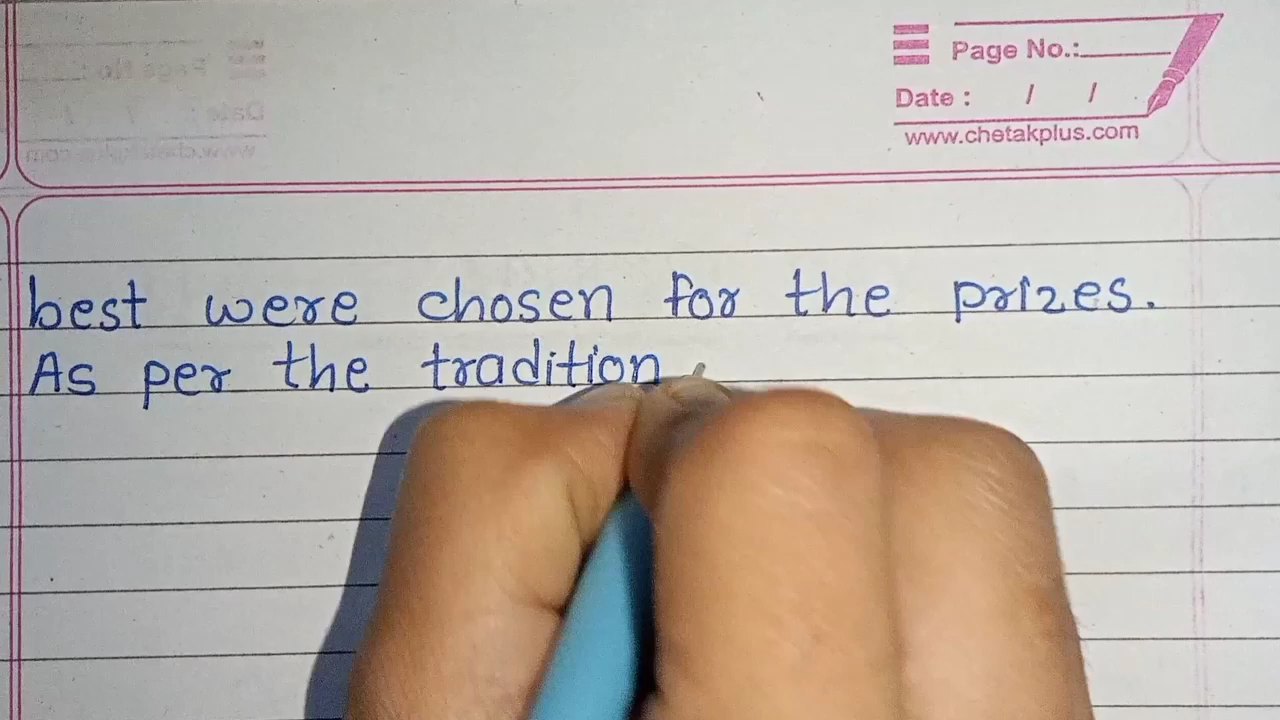 Page No.:
Date : / /
www.chetakplus.com
best were chosen for the prizes.
As per the tradition